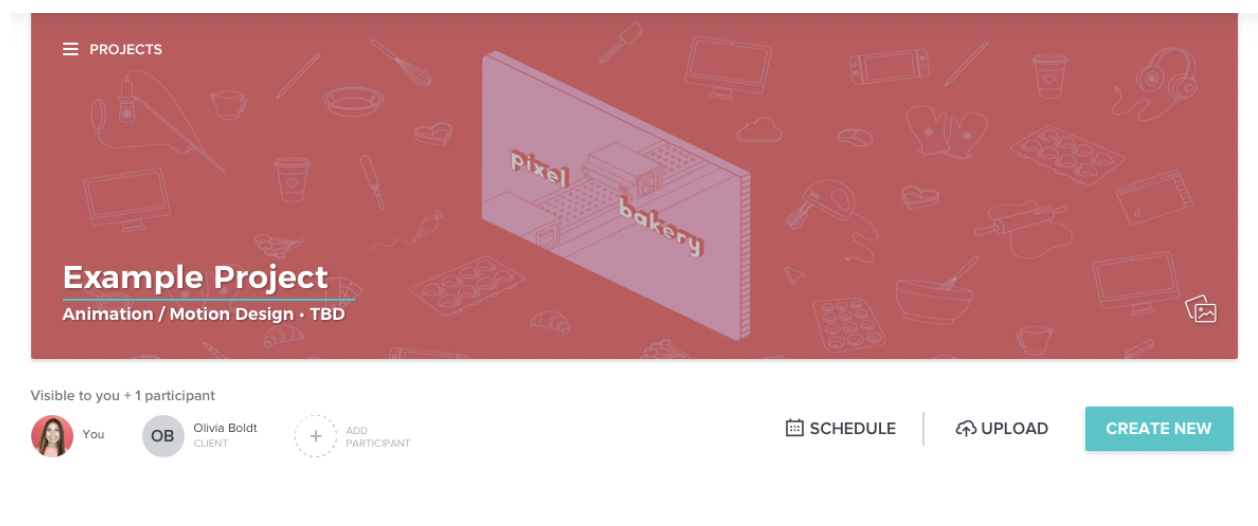 PROJECTS
pixel
bakery
Example Project
Animation / Motion Design • TBD
Visible to you + 1 participant
You
OB
Olivia Boldt
CLIENT
+
ADD
PARTICIPANT
SCHEDULE
UPLOAD
CREATE NEW